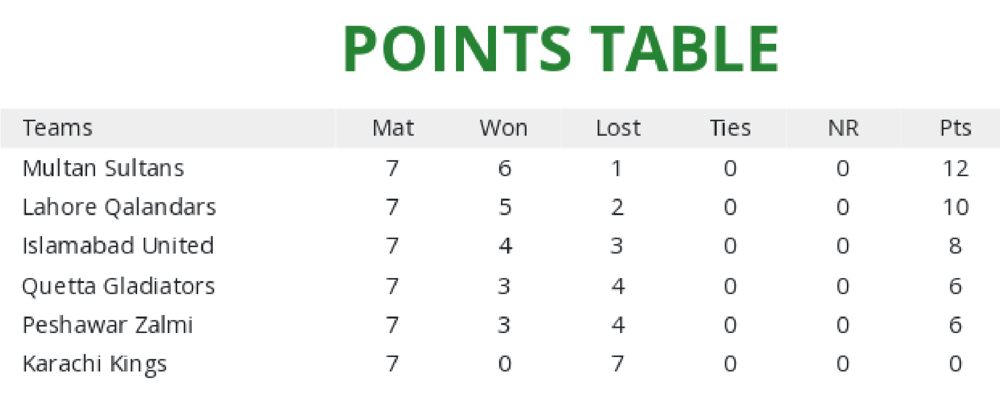 POINTS TABLE
Teams Mat Won Lost Ties NR Pts
Multan Sultans 7 6 1 0 0 12
Lahore Qalandars 7 5 2 0 0 10
Islamabad United 7 4 3 0 0 8
Quetta Gladiators 7 3 4 0 0 6
Peshawar Zalmi 7 3 4 0 0 6
Karachi Kings 7 0 7 0 0 0